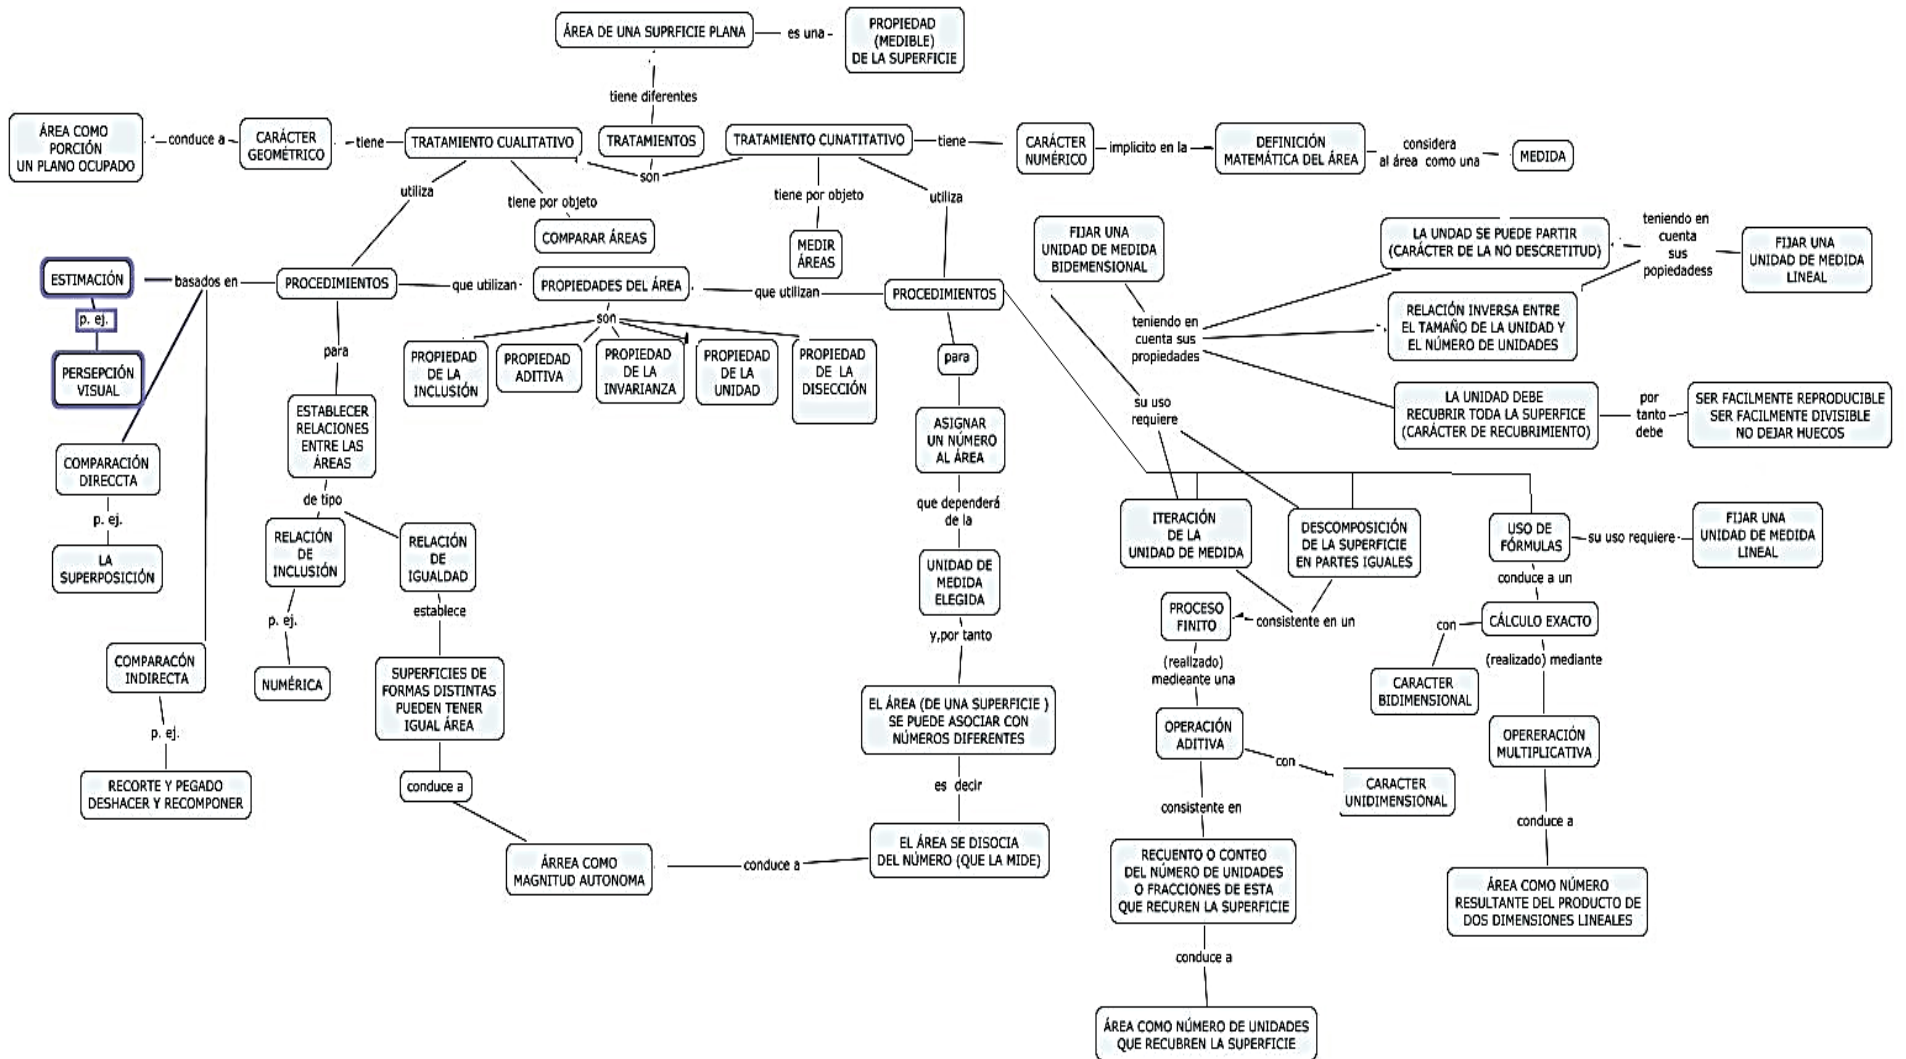 ÁREA DE UNA SUPRFICIE PLANA
es una
PROPIEDAD
(MEDIBLE)
DE LA SUPERFICIE
tiene diferentes
TRATAMIENTOS
son
ÁREA COMO
PORCIÓN
UN PLANO OCUPADO
conduce a
CARÁCTER
GEOMÉTRICO
tiene
TRATAMIENTO CUALITATIVO
TRATAMIENTO CUNATITATIVO
tiene
CARÁCTER
NUMÉRICO
implicito en la
DEFINICIÓN
MATEMÁTICA DEL ÁREA
considera
al área como una
MEDIDA
utiliza
tiene por objeto
COMPARAR ÁREAS
tiene por objeto
MEDIR
ÁREAS
utiliza
ESTIMACIÓN
p. ej.
PERSEPCIÓN
VISUAL
basados en
PROCEDIMIENTOS
que utilizan
PROPIEDADES DEL ÁREA
que utilizan
PROCEDIMIENTOS
son
PROPIEDAD
DE LA
INCLUSIÓN
PROPIEDAD
ADITIVA
PROPIEDAD
DE LA
INVARIANZA
PROPIEDAD
DE LA
UNIDAD
PROPIEDAD
DE LA
DISECCIÓN
COMPARACIÓN
DIRECCTA
p. ej.
LA
SUPERPOSICIÓN
COMPARACÓN
INDIRECTA
p. ej.
RECORTE Y PEGADO
DESHACER Y RECOMPONER
para
ESTABLECER
RELACIONES
ENTRE LAS
ÁREAS
de tipo
RELACIÓN
DE
INCLUSIÓN
p. ej.
NUMÉRICA
RELACIÓN
DE
IGUALDAD
establece
SUPERFICIES DE
FORMAS DISTINTAS
PUEDEN TENER
IGUAL ÁREA
conduce a
ÁRREA COMO
MAGNITUD AUTONOMA
conduce a
para
ASIGNAR
UN NÚMERO
AL ÁREA
que dependerá
de la
UNIDAD DE
MEDIDA
ELEGIDA
y,por tanto
EL ÁREA (DE UNA SUPERFICIE )
SE PUEDE ASOCIAR CON
NÚMEROS DIFERENTES
es decir
EL ÁREA SE DISOCIA
DEL NÚMERO (QUE LA MIDE)
FIJAR UNA
UNIDAD DE MEDIDA
BIDEMENSIONAL
teniendo en
cuenta sus
propiedades
LA UNDAD SE PUEDE PARTIR
(CARÁCTER DE LA NO DESCRETITUD)
RELACIÓN INVERSA ENTRE
EL TAMAÑO DE LA UNIDAD Y
EL NÚMERO DE UNIDADES
teniendo en
cuenta
sus
popiedadess
FIJAR UNA
UNIDAD DE MEDIDA
LINEAL
LA UNIDAD DEBE
RECUBRIR TODA LA SUPERFICE
(CARÁCTER DE RECUBRIMIENTO)
por
tanto
debe
SER FACILMENTE REPRODUCIBLE
SER FACILMENTE DIVISIBLE
NO DEJAR HUECOS
su uso
requiere
ITERACIÓN
DE LA
UNIDAD DE MEDIDA
DESCOMPOSICIÓN
DE LA SUPERFICIE
EN PARTES IGUALES
USO DE
FÓRMULAS
su uso requiere
FIJAR UNA
UNIDAD DE MEDIDA
LINEAL
consistente en un
PROCESO
FINITO
(realizado)
medieante una
OPERACIÓN
ADITIVA
con
CARACTER
UNIDIMENSIONAL
consistente en
RECUENTO O CONTEO
DEL NÚMERO DE UNIDADES
O FRACCIONES DE ESTA
QUE RECUREN LA SUPERFICIE
conduce a
ÁREA COMO NÚMERO DE UNIDADES
QUE RECUBREN LA SUPERFICIE
conduce a un
CÁLCULO EXACTO
con
CARACTER
BIDIMENSIONAL
(realizado) mediante
OPERERACIÓN
MULTIPLICATIVA
conduce a
ÁREA COMO NÚMERO
RESULTANTE DEL PRODUCTO DE
DOS DIMENSIONES LINEALES